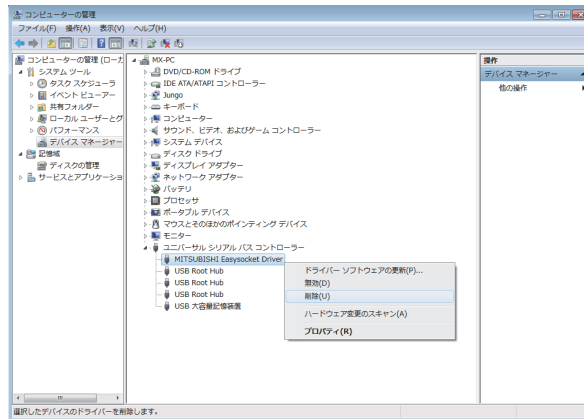 コンピューターの管理
ファイル(F) 操作(A) 表示(V) ヘルプ(H)
コンピューターの管理 (ローカ
システム ツール
タスク スケジューラ
イベント ビューアー
共有フォルダー
ローカル ユーザーとグ
パフォーマンス
デバイス マネージャー
記憶域
ディスクの管理
サービスとアプリケーショ
MX-PC
DVD/CD-ROM ドライブ
IDE ATA/ATAPI コントローラー
Jungo
キーボード
コンピューター
サウンド、ビデオ、およびゲーム コントローラー
システム デバイス
ディスク ドライブ
ディスプレイ アダプター
ネットワーク アダプター
バッテリ
プロセッサ
ポータブル デバイス
マウスとそのほかのポインティング デバイス
モニター
ユニバーサル シリアル バス コントローラー
MITSUBISHI Easysocket Driver
USB Root Hub
USB Root Hub
USB Root Hub
USB 大容量記憶装置
ドライバー ソフトウェアの更新(P)...
無効(D)
削除(U)
ハードウェア変更のスキャン(A)
プロパティ(R)
操作
デバイス マネージャー
他の操作
選択したデバイスのドライバーを削除します。